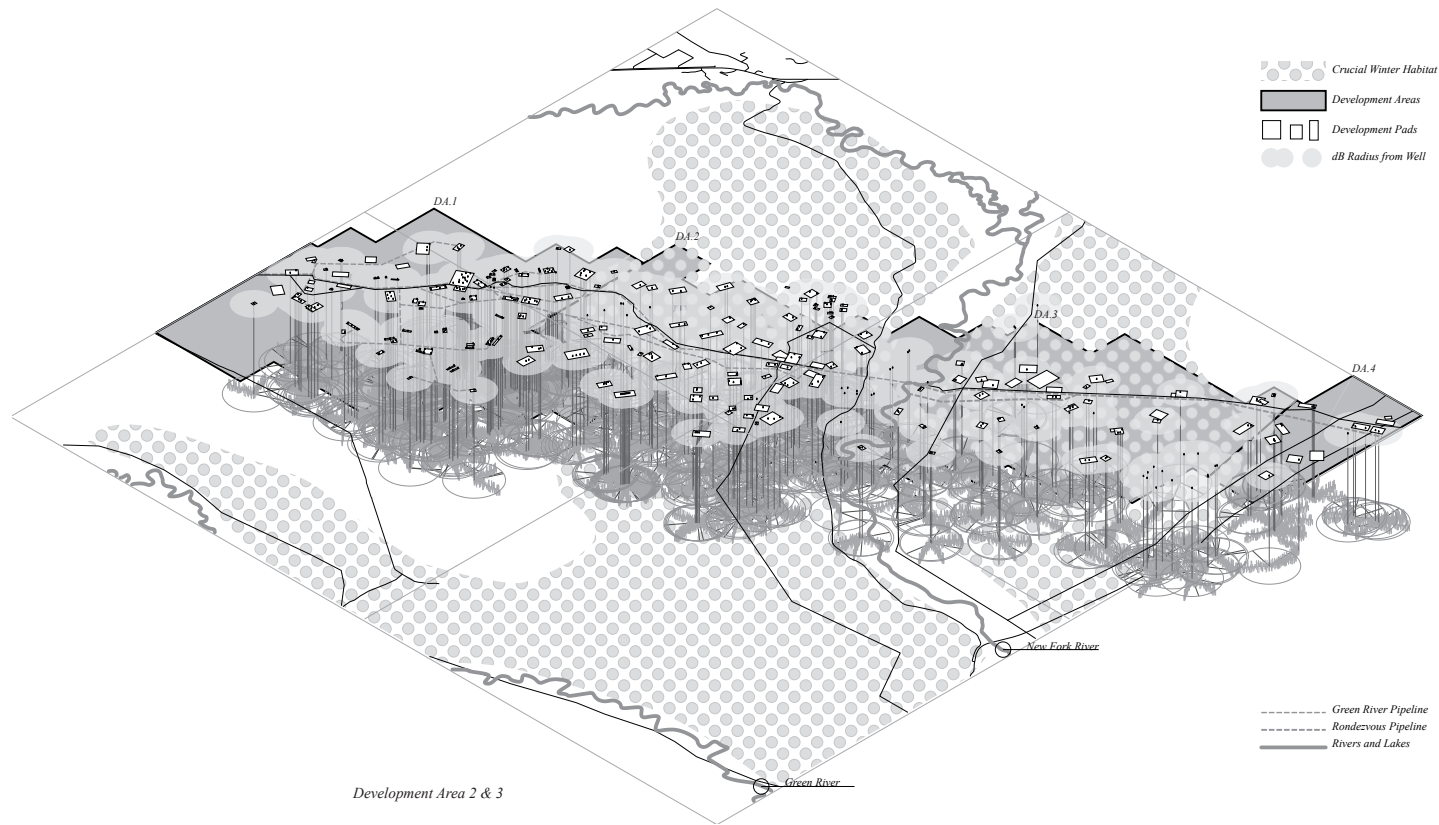 Crucial Winter Habitat
Development Areas
Development Pads
dB Radius from Well
DA.1
DA.2
DA.3
DA.4
New Fork River
Green River Pipeline
Rondezvous Pipeline
Rivers and Lakes
Green River
Development Area 2 & 3